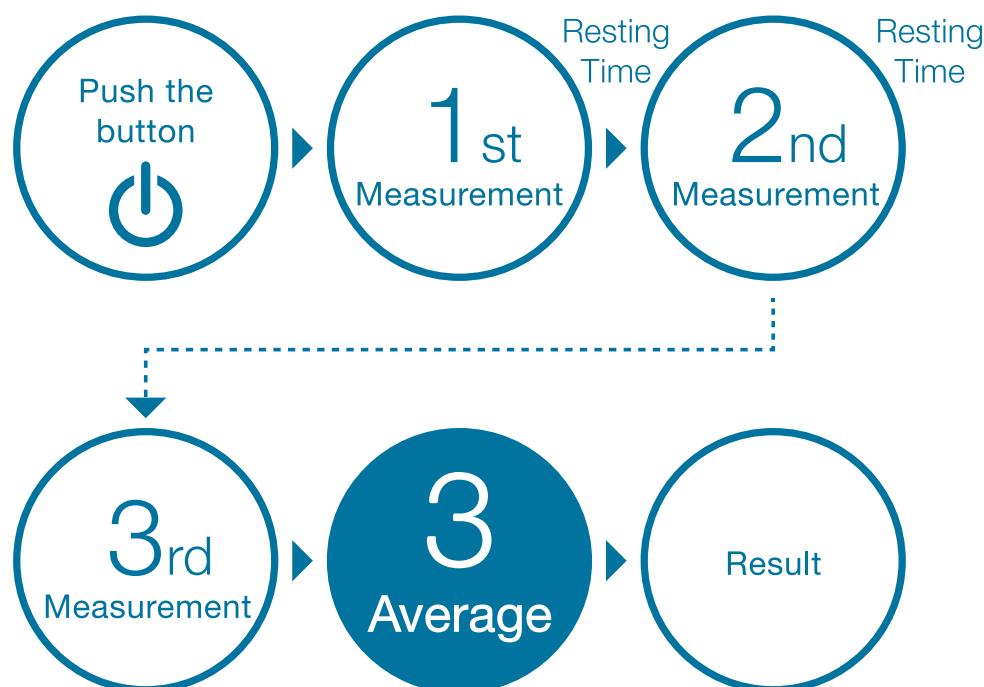 Push the
button
1st
Measurement
Resting
Time
2nd
Measurement
Resting
Time
3rd
Measurement
3
Average
Result